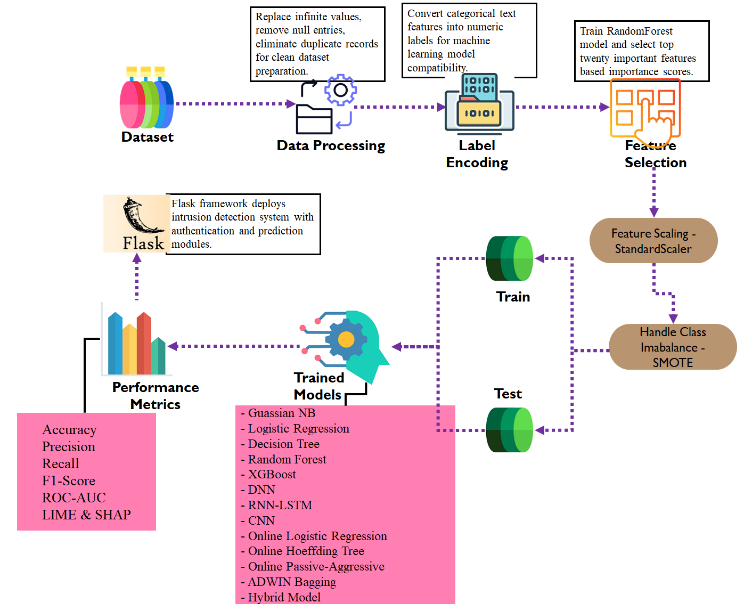 Replace infinite values,
remove null entries,
eliminate duplicate records
for clean dataset
preparation.
Convert categorical text
features into numeric
labels for machine
learning model
compatibility.
Train RandomForest
model and select top
twenty important features
based importance scores.
Dataset
Data Processing
Label
Encoding
Feature
Selection
Flask
Flask framework deploys
intrusion detection system with
authentication and prediction
modules.
Feature Scaling -
StandardScaler
Train
Handle Class
Imabalance -
SMOTE
Performance
Metrics
Trained
Models
Test
Accuracy
Precision
Recall
F1-Score
ROC-AUC
LIME & SHAP
- Guassian NB
- Logistic Regression
- Decision Tree
- Random Forest
- XGBoost
- DNN
- RNN-LSTM
- CNN
- Online Logistic Regression
- Online Hoeffding Tree
- Online Passive-Aggressive
- ADWIN Bagging
- Hybrid Model